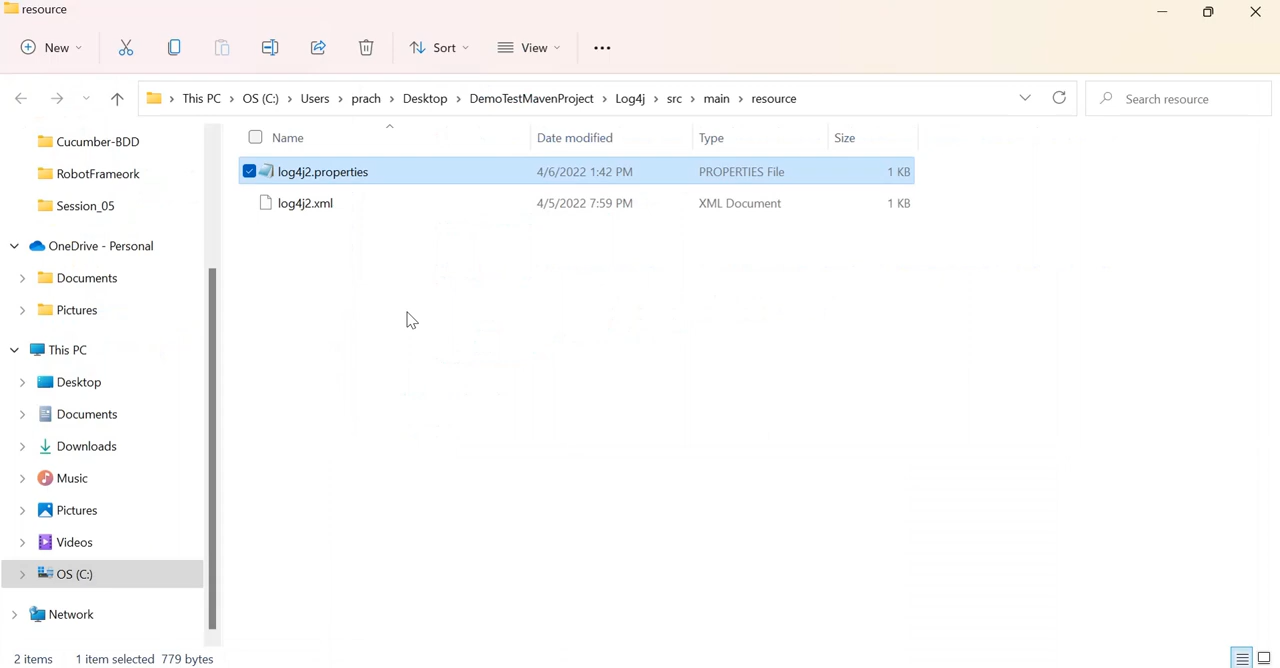 resource
New
Sort
View
This PC
OS (C:)
Users
prach
Desktop
DemoTestMavenProject
Log4j
src
main
resource
Search resource
Name
Date modified
Type
Size
log4j2.properties
4/6/2022 1:42 PM
PROPERTIES File
1 KB
log4j2.xml
4/5/2022 7:59 PM
XML Document
1 KB
Cucumber-BDD
RobotFrameork
Session_05
OneDrive - Personal
Documents
Pictures
This PC
Desktop
Documents
Downloads
Music
Pictures
Videos
OS (C:)
Network
2 items
1 item selected 779 bytes